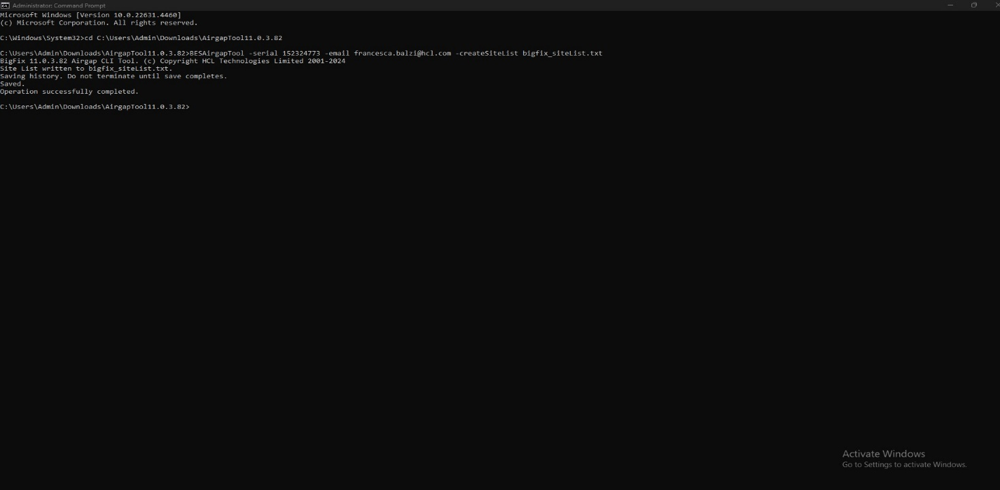 Administrator: Command Prompt
Microsoft Windows [Version 10.0.22631.4460]
(c) Microsoft Corporation. All rights reserved.
C:\Windows\System32>cd C:\Users\Admin\Downloads\AirgapTool11.0.3.82
C:\Users\Admin\Downloads\AirgapTool11.0.3.82>BESAirgapTool -serial 152324773 -email francesca.balzi@hcl.com -createSiteList bigfix_siteList.txt
BigFix 11.0.3.82 Airgap CLI Tool. (c) Copyright HCL Technologies Limited 2001-2024
Site List written to bigfix_siteList.txt.
Saving history. Do not terminate until save completes.
Saved.
Operation successfully completed.
C:\Users\Admin\Downloads\AirgapTool11.0.3.82>
Activate Windows
Go to Settings to activate Windows.